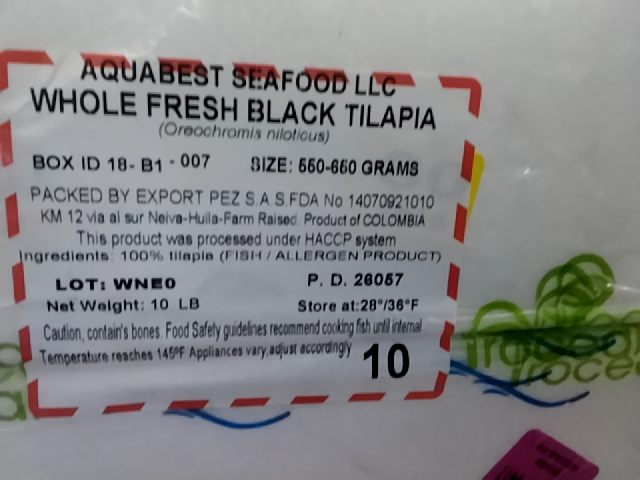 AQUABEST SEAFOOD LLC
WHOLE FRESH BLACK TILAPIA
(Oreochromis niloticus)
BOX ID 18- B1 - 007 SIZE: 550-650 GRAMS
PACKED BY EXPORT PEZ S.A.S.FDA No 14070921010
KM 12 via al sur Neiva-Huila-Farm Raised. Product of COLOMBIA
This product was processed under HACCP system
Ingredients: 100% tilapia (FISH / ALLERGEN PRODUCT)
LOT: WNE0 P. D. 26057
Net Weight: 10 LB Store at:28°/36°F
Caution, contain's bones. Food Safety guidelines recommend cooking fish until internal
Temperature reaches 145ºF Appliances vary,adjust accordingly
10